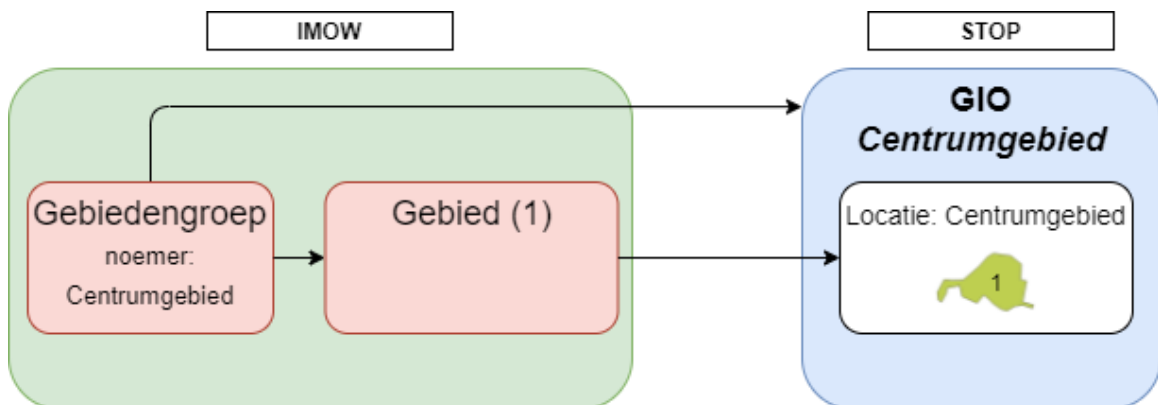 IMOW
STOP
GIO
Centrumgebied
Gebiedengroep
noemer:
Centrumgebied
Gebied (1)
Locatie: Centrumgebied
1